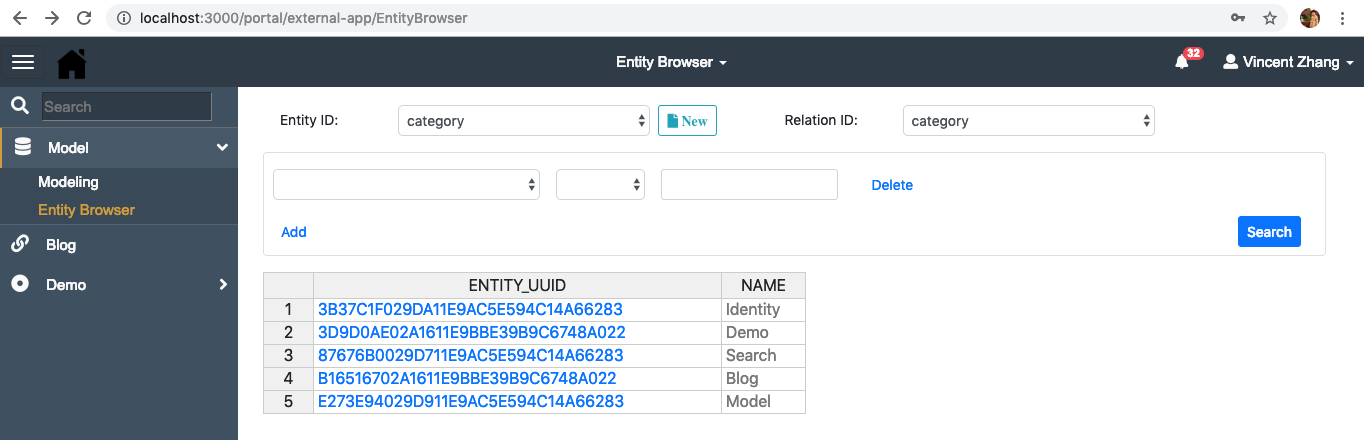 localhost:3000/portal/external-app/EntityBrowser
Entity Browser
32
Vincent Zhang
Search
Entity ID:
category
New
Relation ID:
category
Model
Modeling
Delete
Entity Browser
Add
Search
Blog
Demo
ENTITY_UUID NAME
1 3B37C1F029DA11E9AC5E594C14A66283 Identity
2 3D9D0AE02A1611E9BBE39B9C6748A022 Demo
3 87676B0029D711E9AC5E594C14A66283 Search
4 B16516702A1611E9BBE39B9C6748A022 Blog
5 E273E94029D911E9AC5E594C14A66283 Model